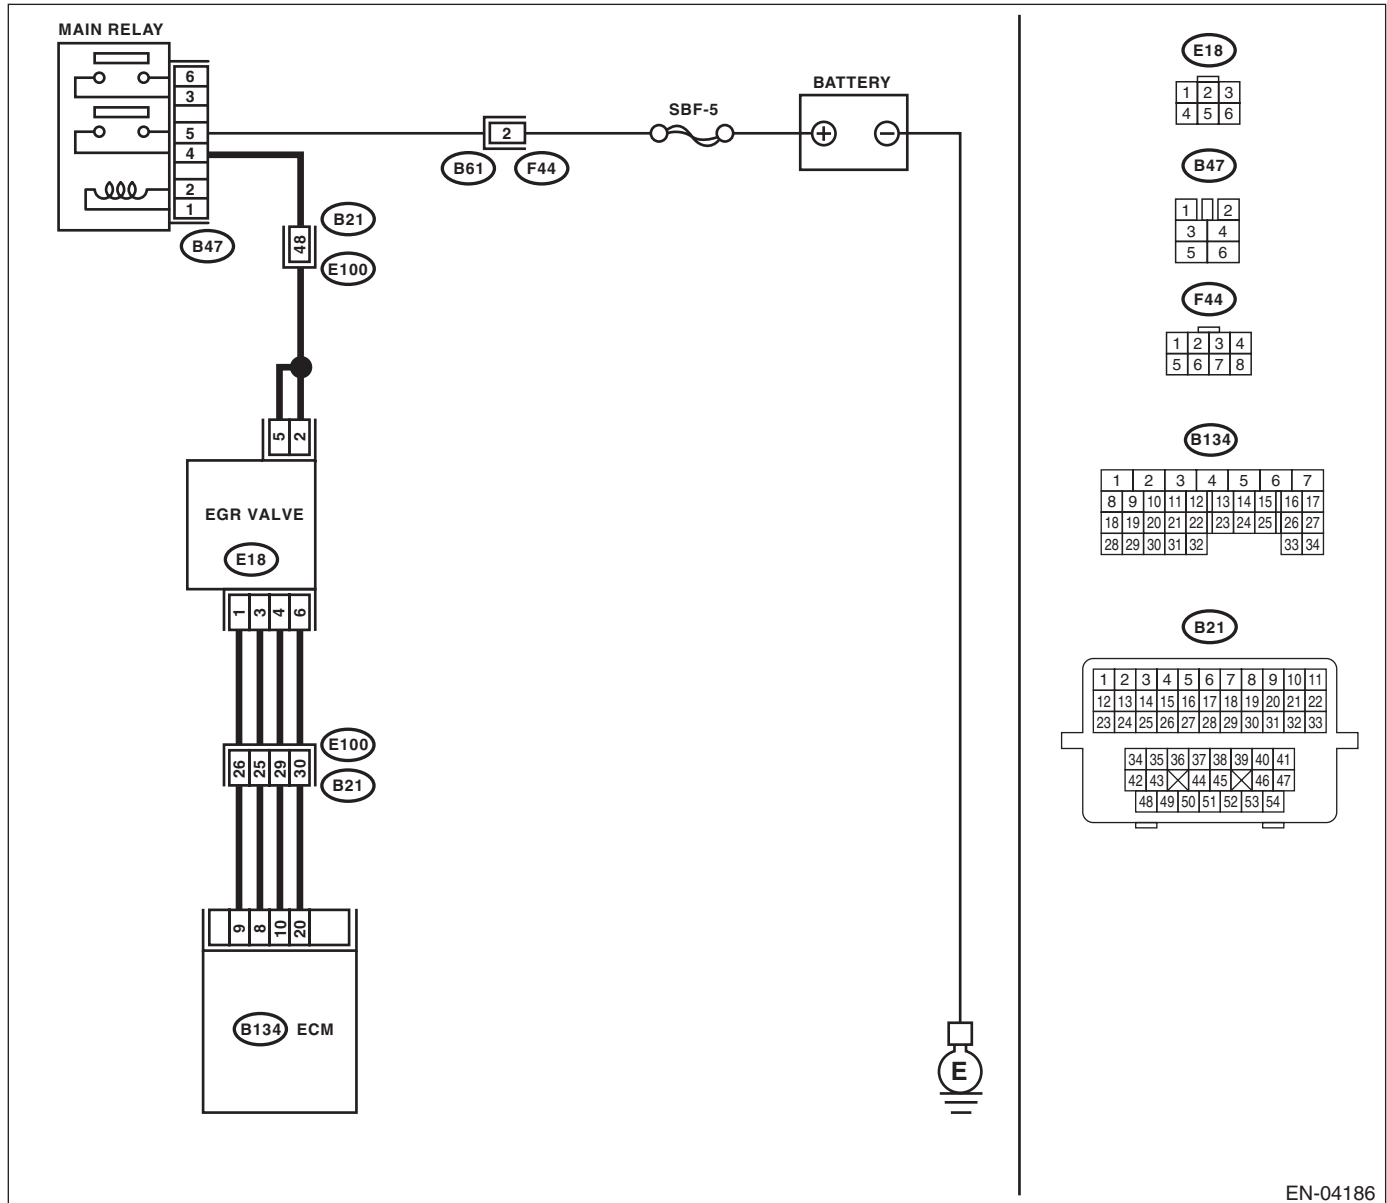 MAIN RELAY
6
3
5
4
2
1
B47
2
B61
F44
SBF-5
BATTERY
+
−
B21
48
E100
5
2
EGR VALVE
E18
1
3
4
6
E100
26
25
29
30
B21
9
8
10
20
B134
ECM
E
E18
1 2 3
4 5 6
B47
1 2
3 4
5 6
F44
1 2 3 4
5 6 7 8
B134
1 2 3 4 5 6 7
8 9 10 11 12 13 14 15 16 17
18 19 20 21 22 23 24 25 26 27
28 29 30 31 32 33 34
B21
1 2 3 4 5 6 7 8 9 10 11
12 13 14 15 16 17 18 19 20 21 22
23 24 25 26 27 28 29 30 31 32 33
34 35 36 37 38 39 40 41
42 43 44 45 46 47
48 49 50 51 52 53 54
EN-04186